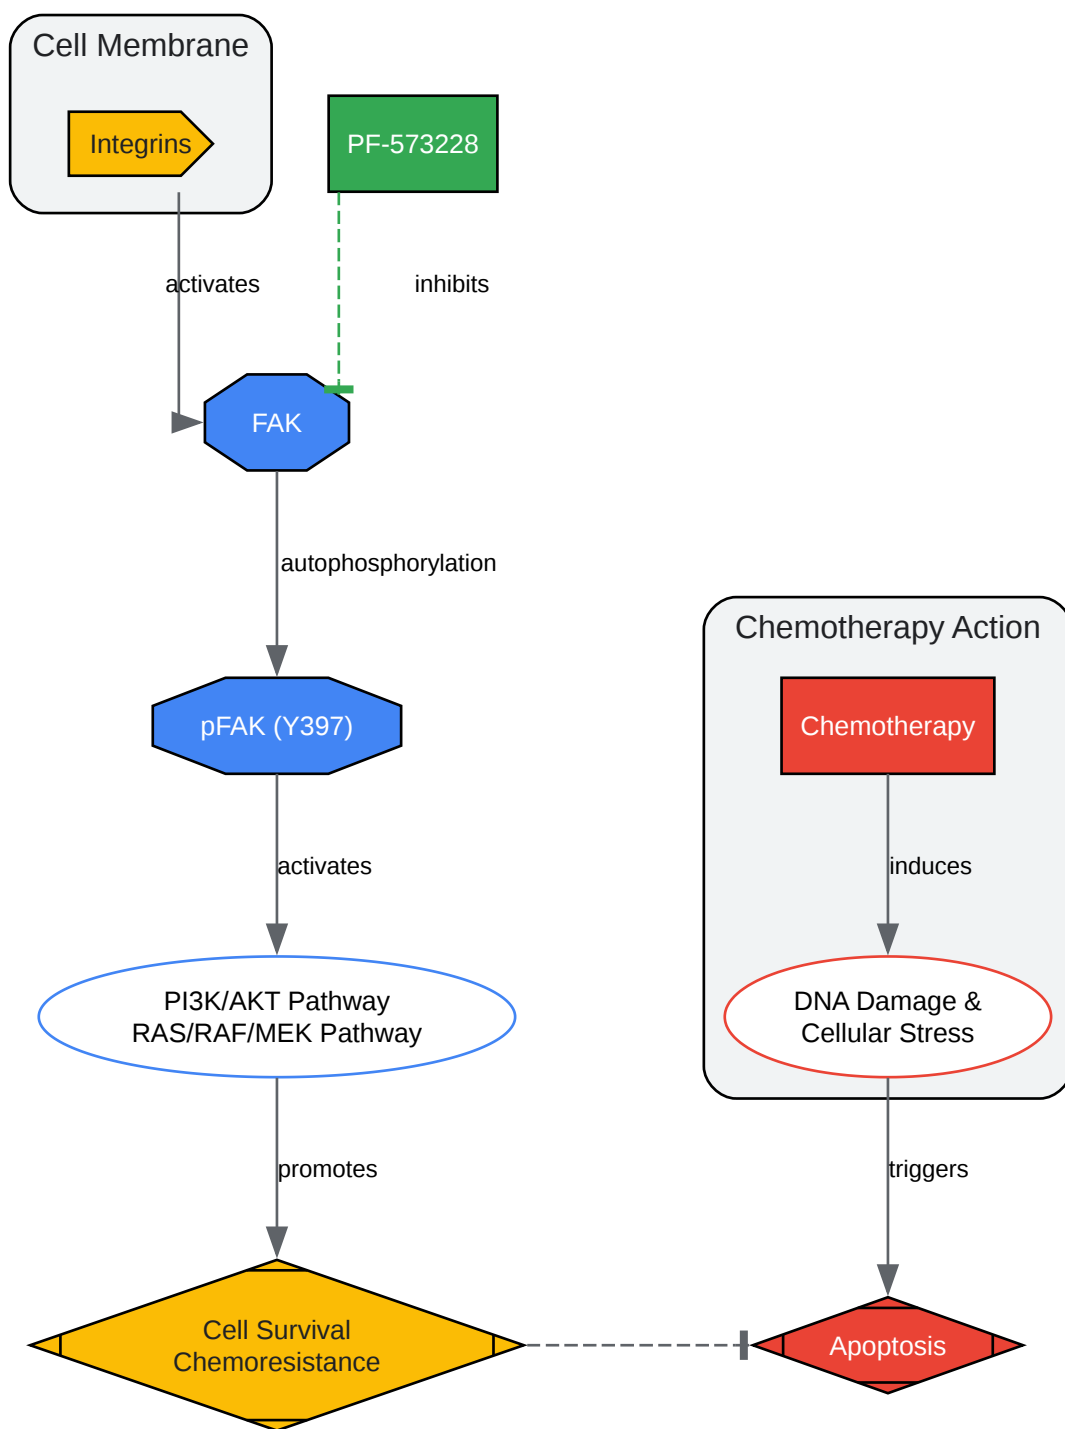 Cell Membrane
Integrins
PF-573228
activates
inhibits
FAK
autophosphorylation
Chemotherapy Action
pFAK (Y397)
Chemotherapy
activates
induces
PI3K/AKT Pathway
RAS/RAF/MEK Pathway
DNA Damage &
Cellular Stress
promotes
triggers
Cell Survival
Chemoresistance
Apoptosis